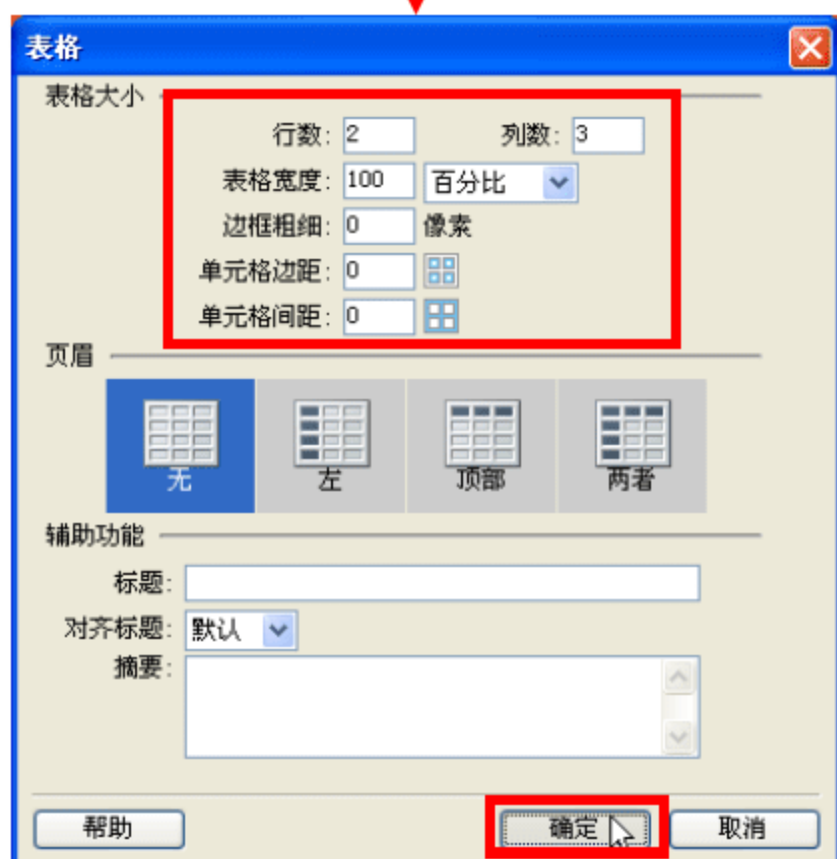 表格
表格大小
行数: 2 列数: 3
表格宽度: 100 百分比
边框粗细: 0 像素
单元格边距: 0
单元格间距: 0
页眉
无 左 顶部 两者
辅助功能
标题:
对齐标题: 默认
摘要:
帮助 确定 取消